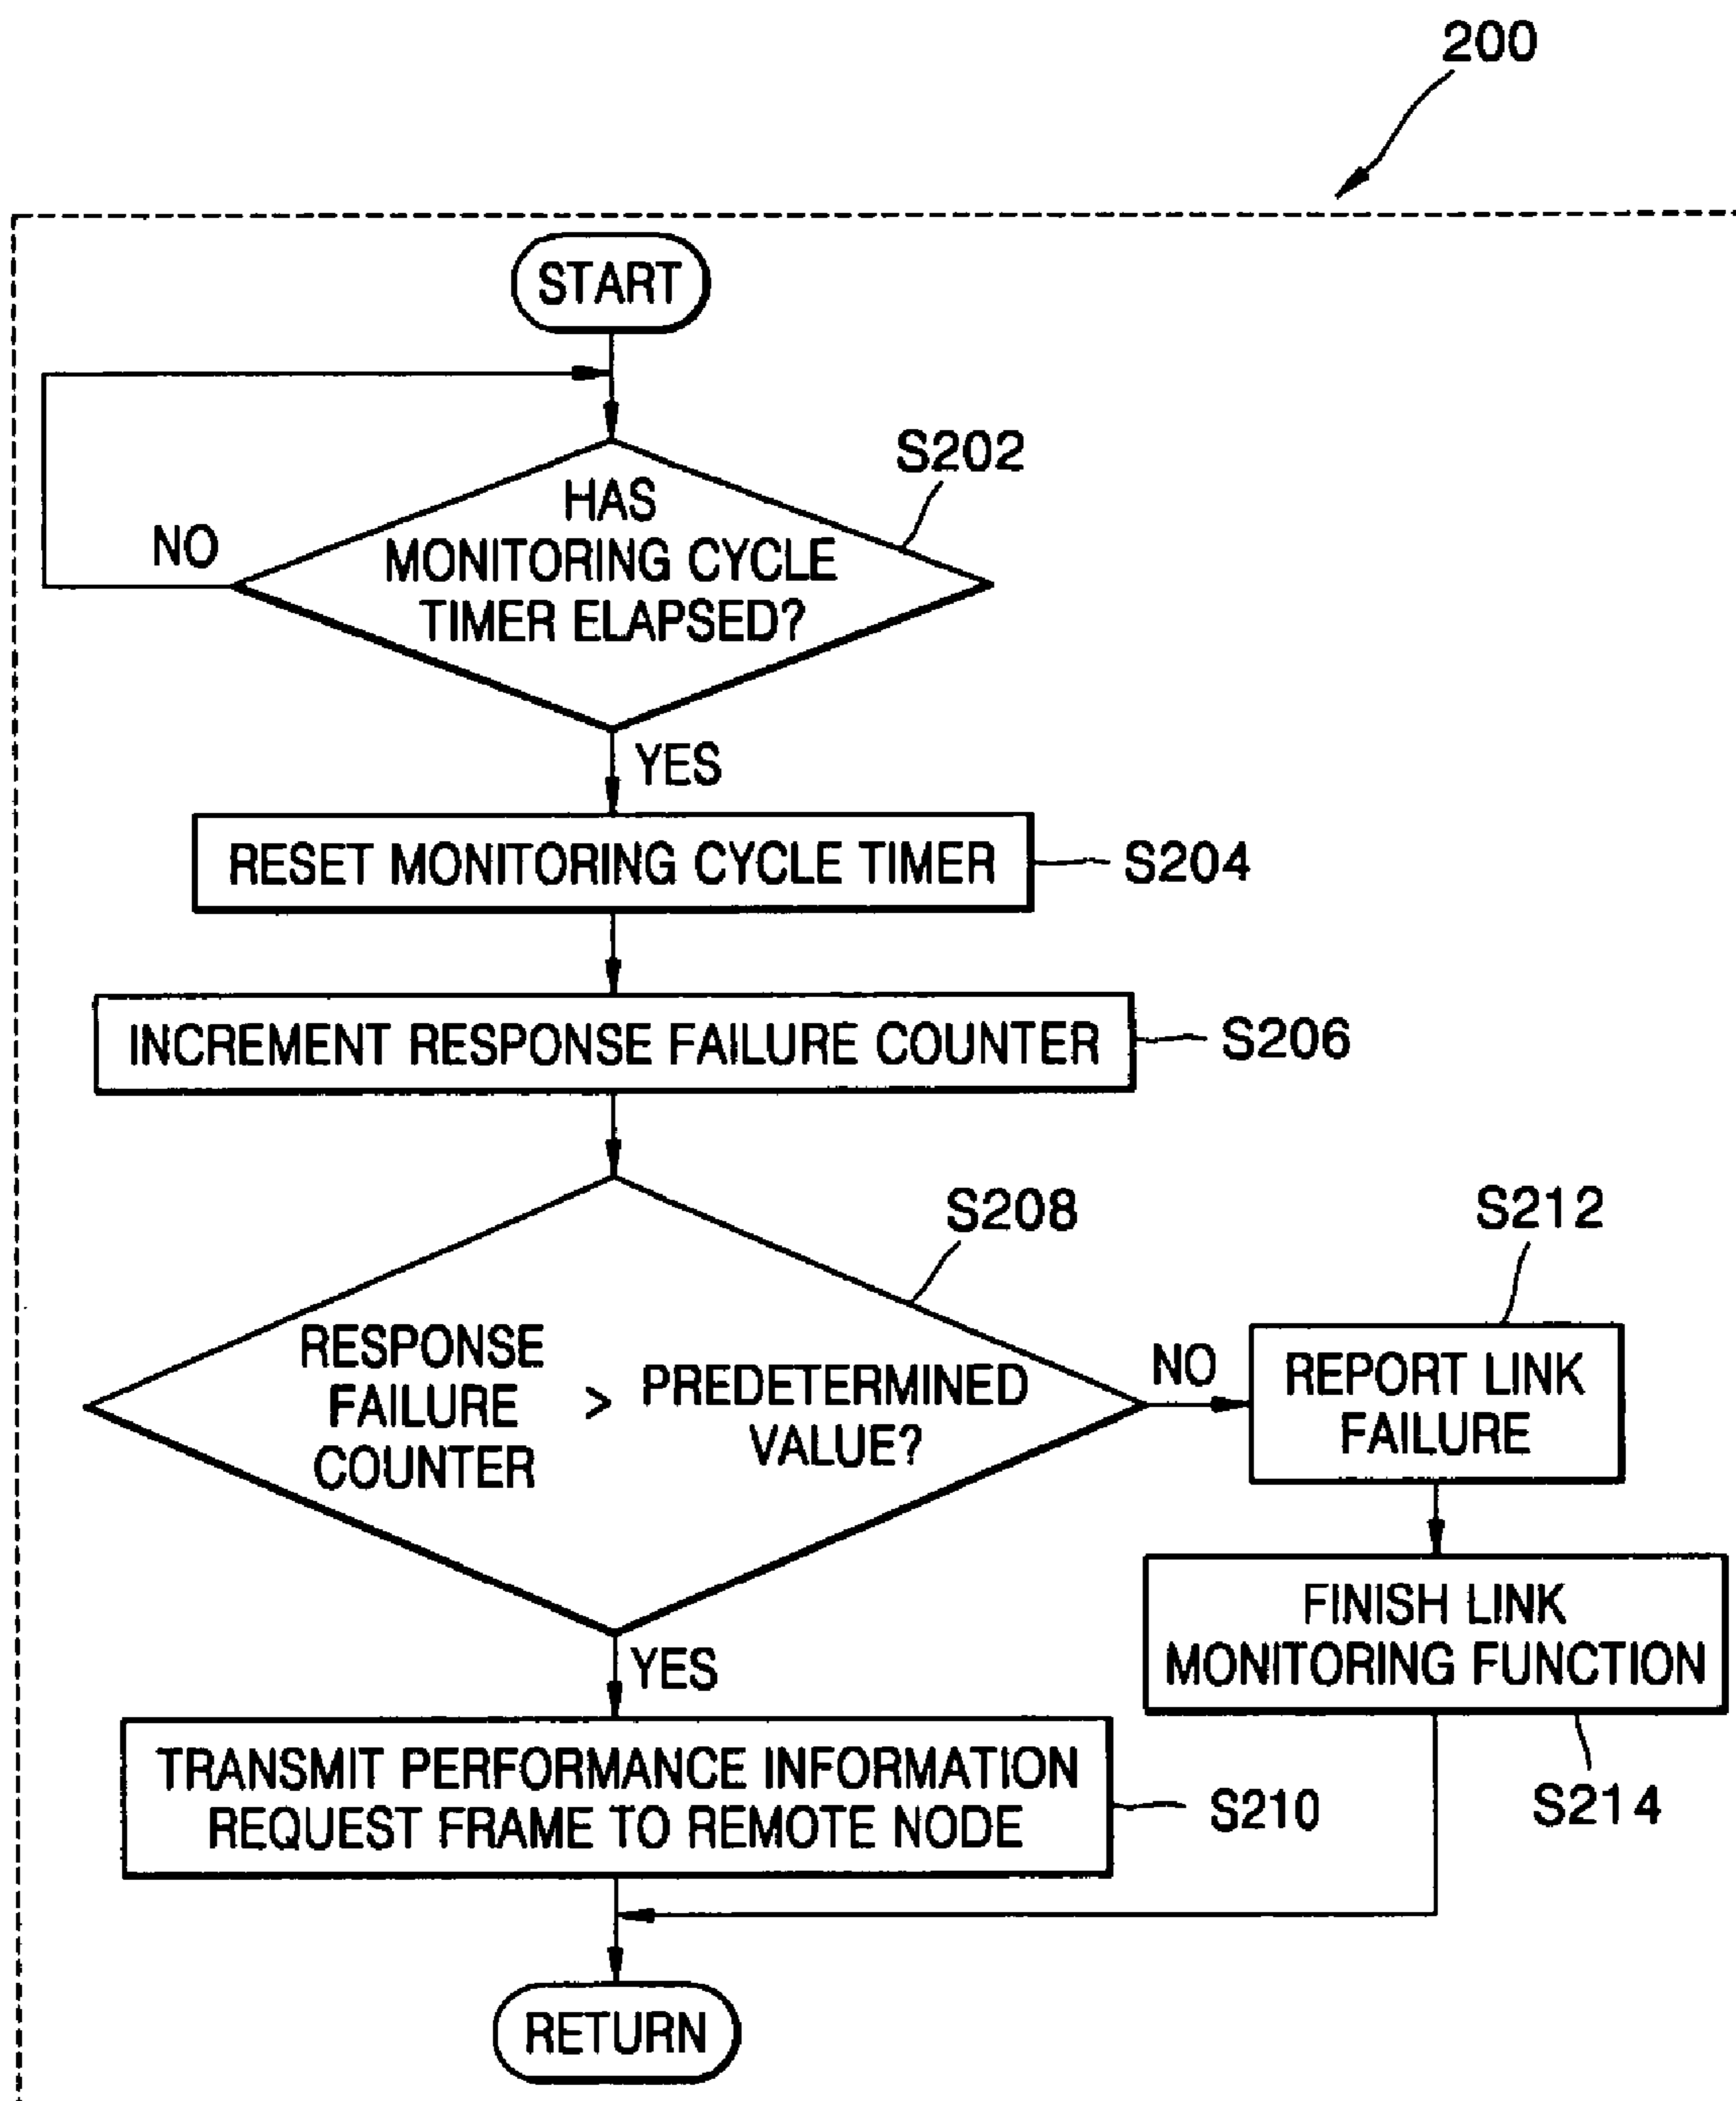 200
START
S202
HAS
MONITORING CYCLE
TIMER ELAPSED?
NO
YES
RESET MONITORING CYCLE TIMER
S204
INCREMENT RESPONSE FAILURE COUNTER
S206
S208
RESPONSE
FAILURE
COUNTER
>
PREDETERMINED
VALUE?
NO
S212
REPORT LINK
FAILURE
FINISH LINK
MONITORING FUNCTION
S214
YES
TRANSMIT PERFORMANCE INFORMATION
REQUEST FRAME TO REMOTE NODE
S210
RETURN